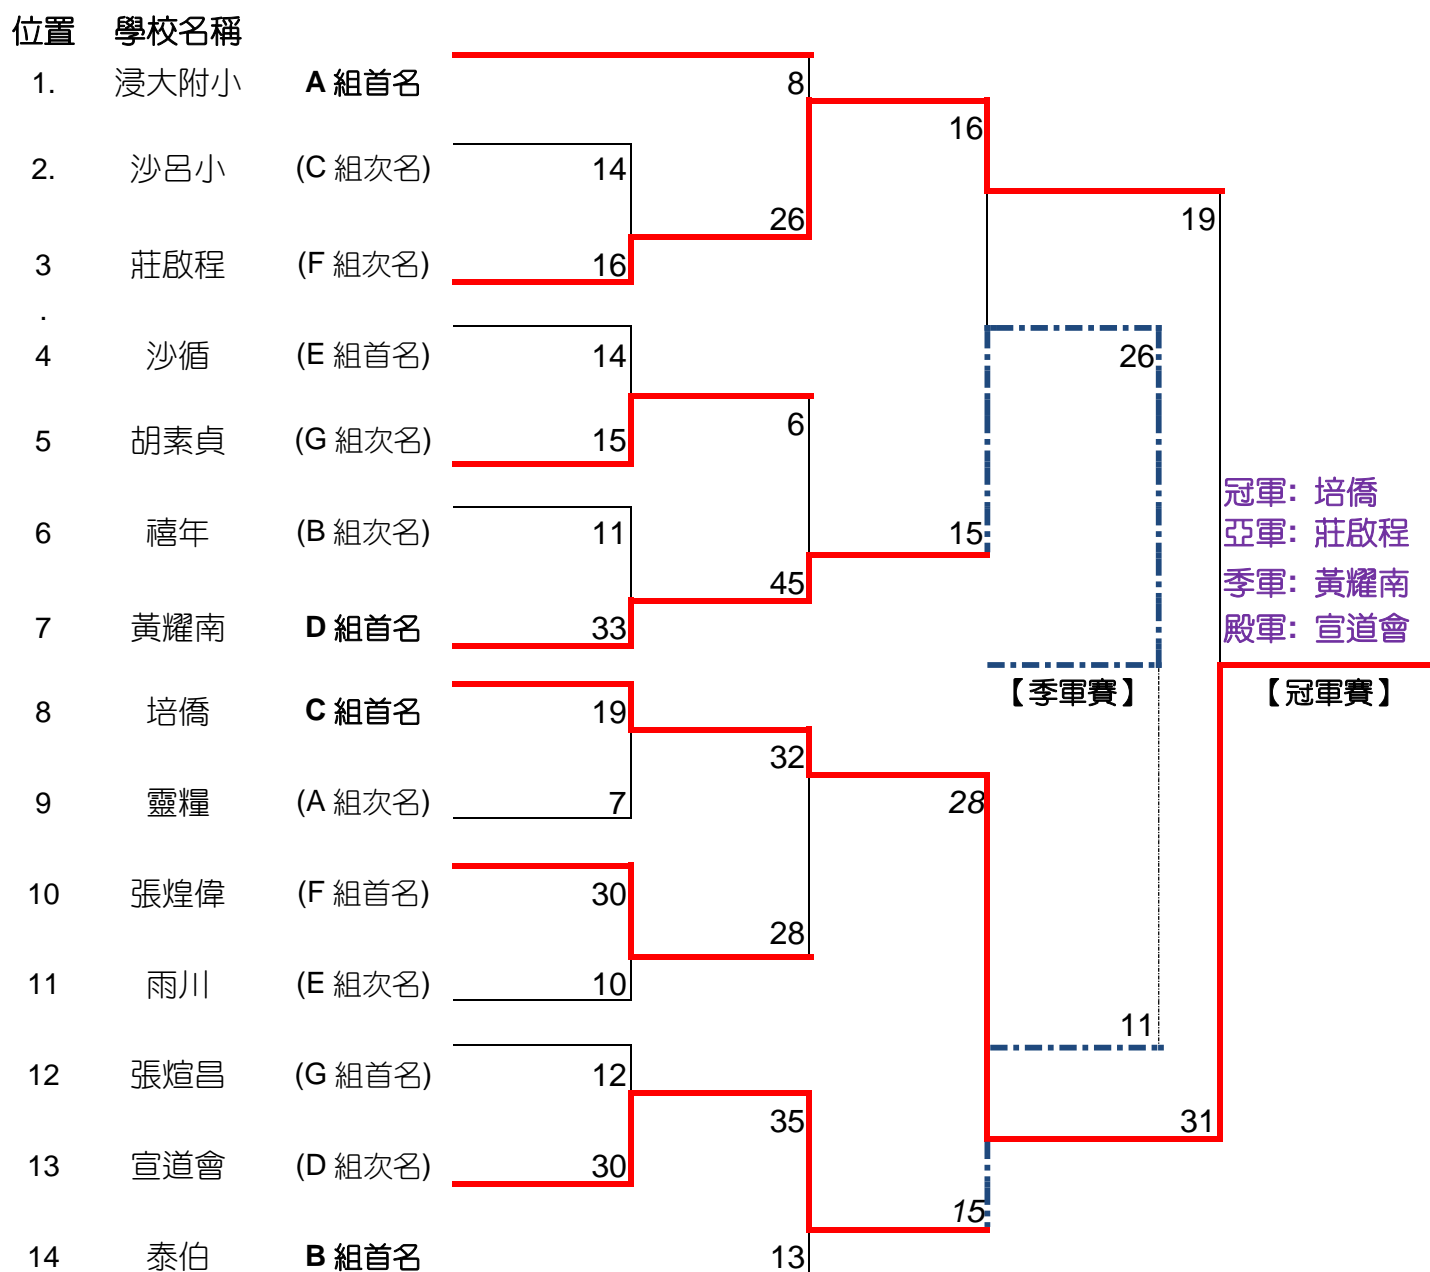 位置 學校名稱
1. 浸大附小 A 組首名 8
16
2. 沙呂小 (C 組次名) 14
26 19
3 莊啟程 (F 組次名) 16
.
4 沙循 (E 組首名) 14 26
6
5 胡素貞 (G 組次名) 15
冠軍: 培僑
6 禧年 (B 組次名) 11 15 亞軍: 莊啟程
45 季軍: 黃耀南
7 黃耀南 D 組首名 33 殿軍: 宣道會
【季軍賽】 【冠軍賽】
8 培僑 C 組首名 19
32
9 靈糧 (A 組次名) 7 28
10 張煌偉 (F 組首名) 30
28
11 雨川 (E 組次名) 10
11
12 張煊昌 (G 組首名) 12
35 31
13 宣道會 (D 組次名) 30
15
14 泰伯 B 組首名 13